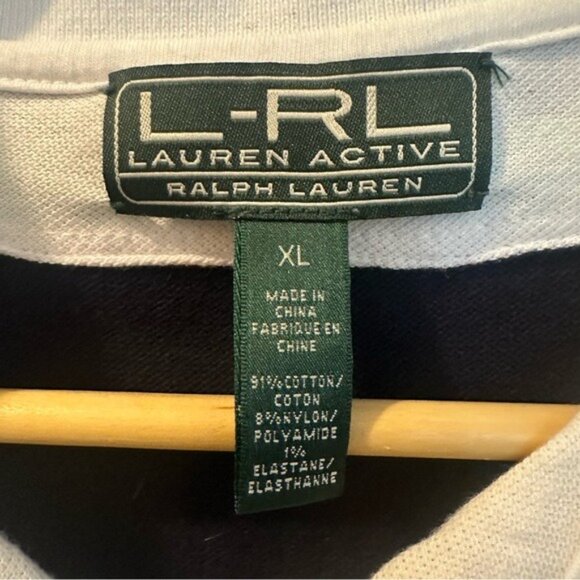 L-RL
LAUREN ACTIVE
RALPH LAUREN
XL
MADE IN
CHINA
FABRIQUE EN
CHINE
91% COTTON/
COTON
8% NYLON/
POLYAMIDE
1%
ELASTANE/
ELASTHANNE